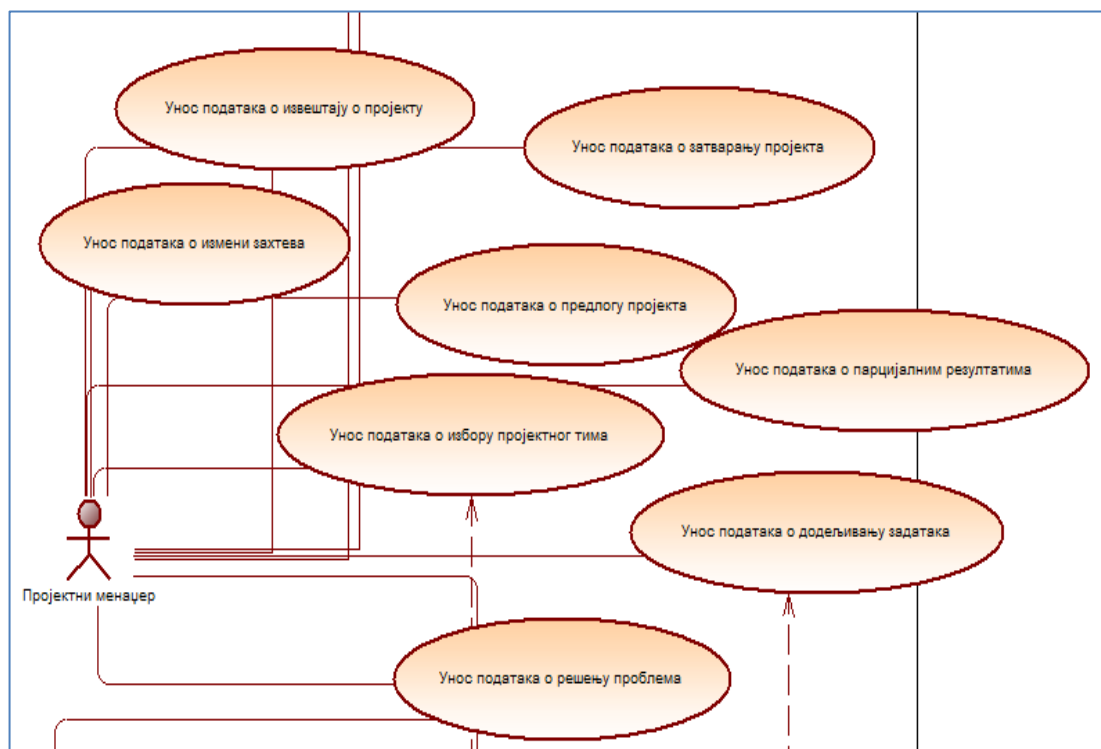 Унос података о извештају о пројекту
Унос података о затварању пројекта
Унос података о измени захтева
Унос података о предлогу пројекта
Унос података о парцијалним резултатима
Унос података о избору пројектног тима
Унос података о додељивању задатака
Пројектни менаџер
Унос података о решењу проблема